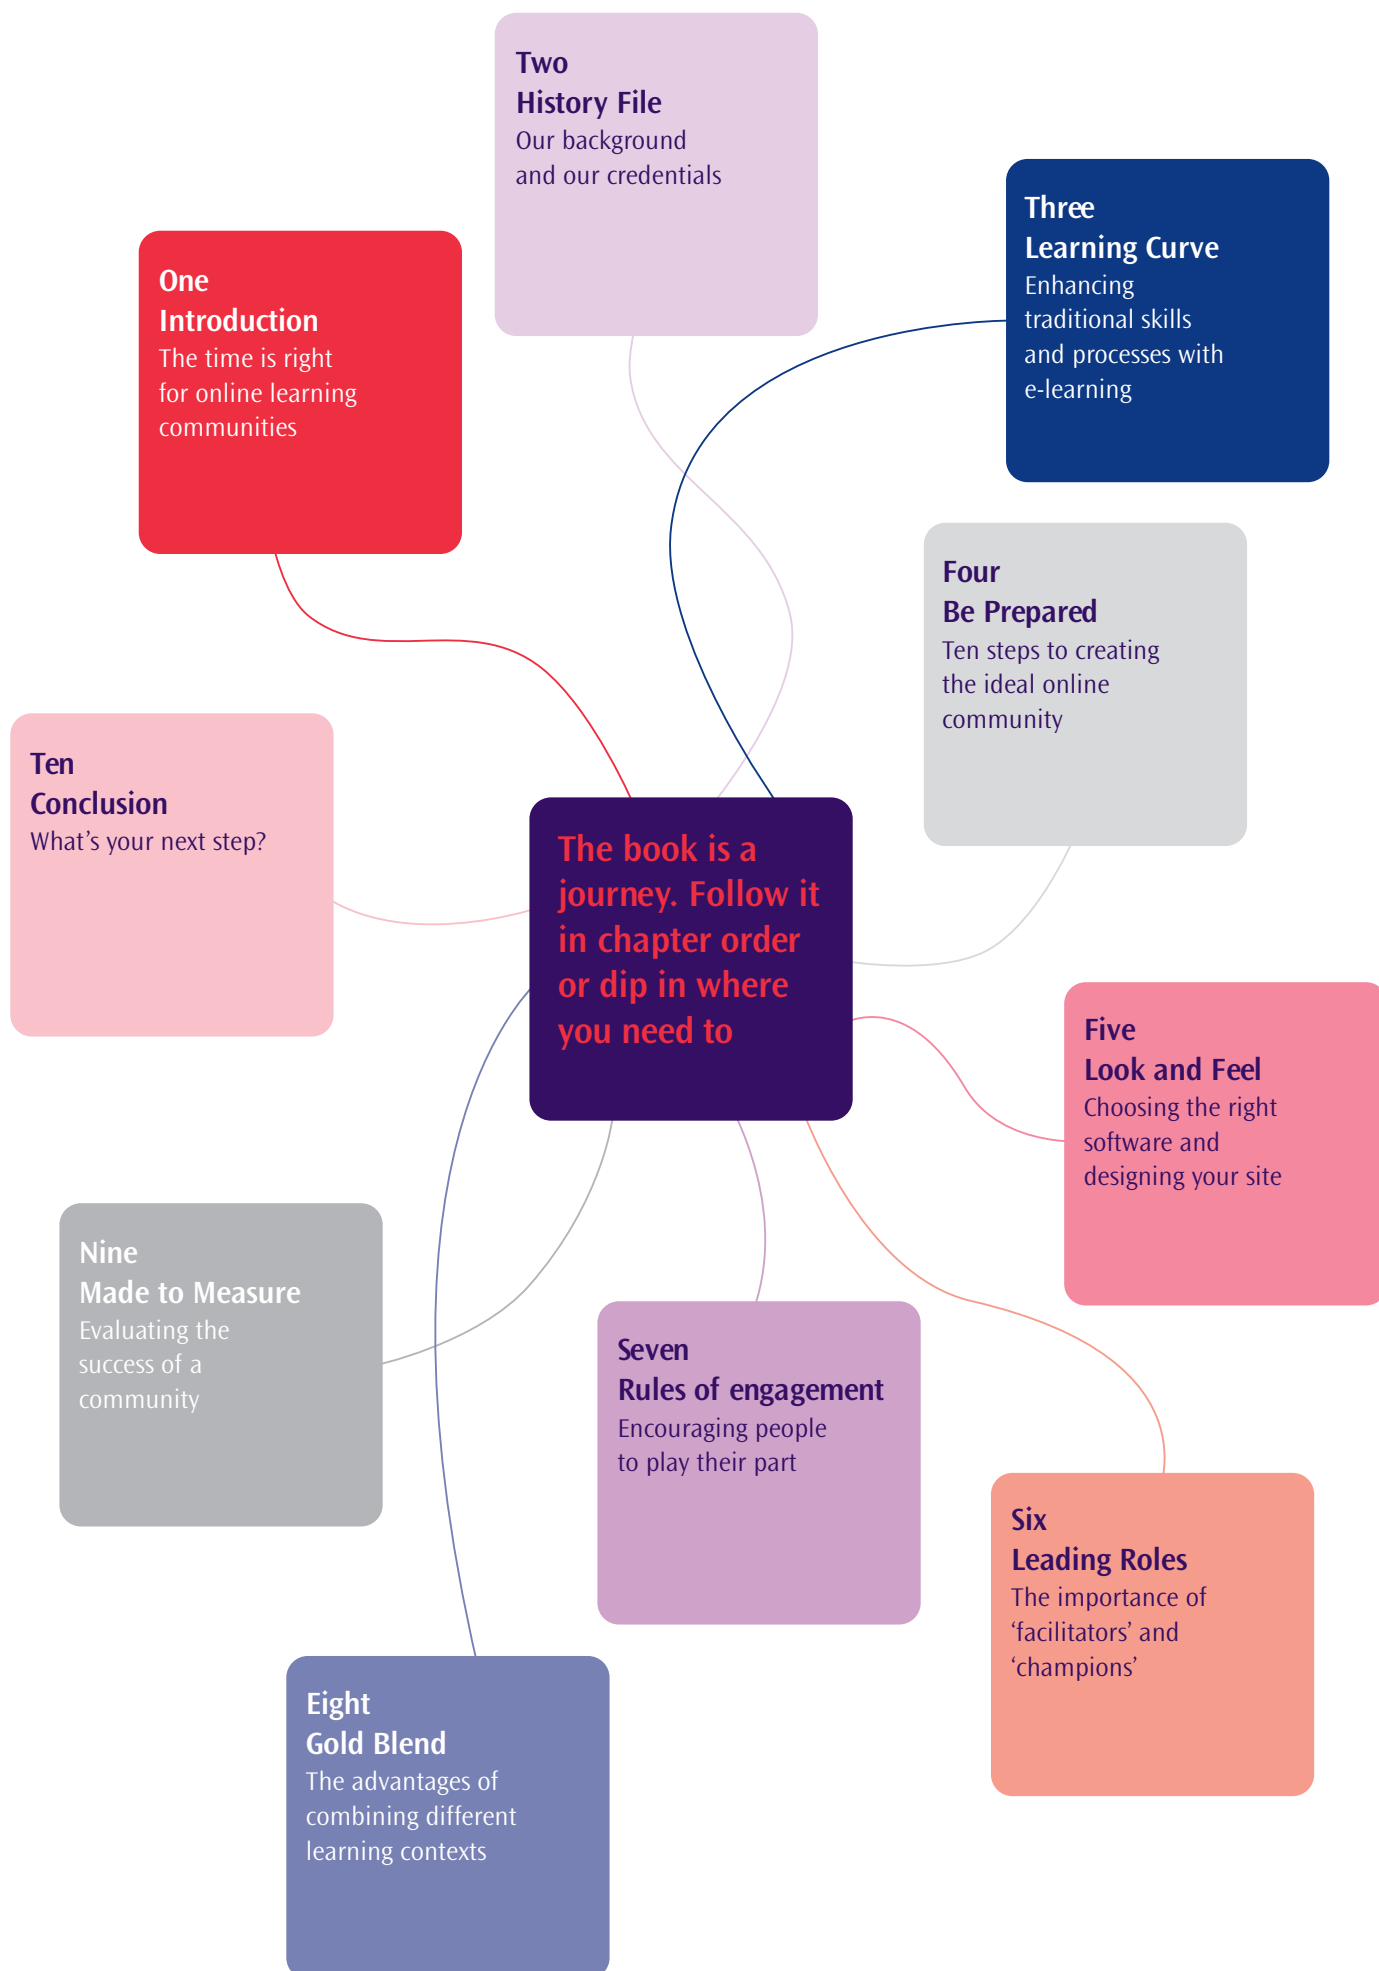 Two
History File
Our background
and our credentials
Three
Learning Curve
Enhancing
traditional skills
and processes with
e-learning
One
Introduction
The time is right
for online learning
communities
Four
Be Prepared
Ten steps to creating
the ideal online
community
Ten
Conclusion
What’s your next step?
The book is a
journey. Follow it
in chapter order
or dip in where
you need to
Five
Look and Feel
Choosing the right
software and
designing your site
Nine
Made to Measure
Evaluating the
success of a
community
Seven
Rules of engagement
Encouraging people
to play their part
Six
Leading Roles
The importance of
‘facilitators’ and
‘champions’
Eight
Gold Blend
The advantages of
combining different
learning contexts